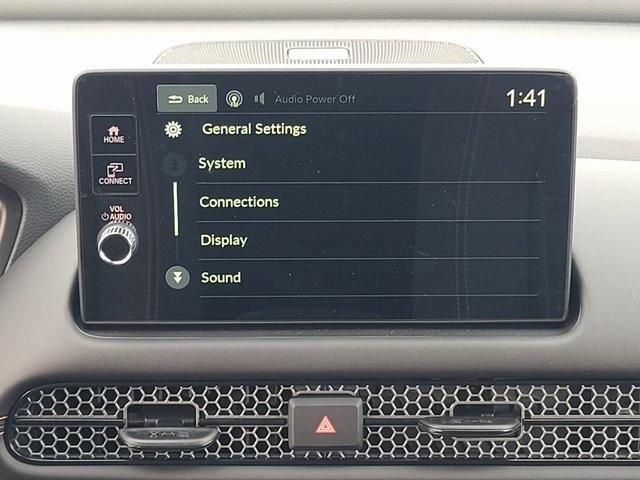 Back Audio Power Off 1:41
HOME
General Settings
System
CONNECT
Connections
VOL
AUDIO
Display
Sound